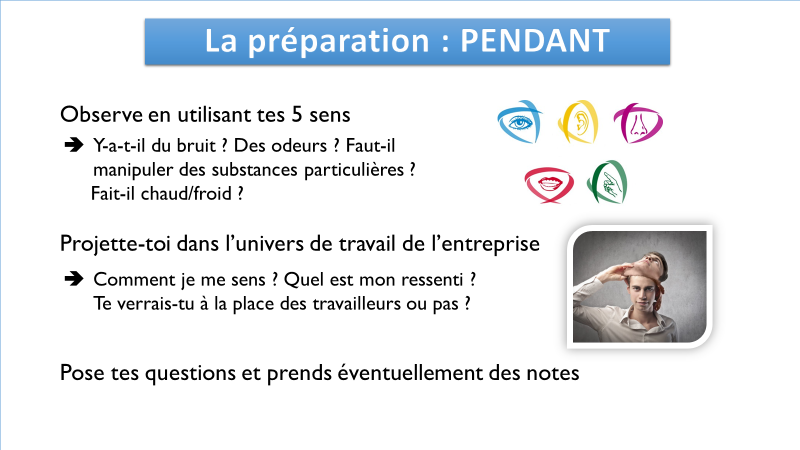 La préparation : PENDANT
Observe en utilisant tes 5 sens
🡺 Y-a-t-il du bruit ? Des odeurs ? Faut-il
manipuler des substances particulières ?
Fait-il chaud/froid ?
Projette-toi dans l’univers de travail de l’entreprise
🡺 Comment je me sens ? Quel est mon ressenti ?
Te verrais-tu à la place des travailleurs ou pas ?
Pose tes questions et prends éventuellement des notes